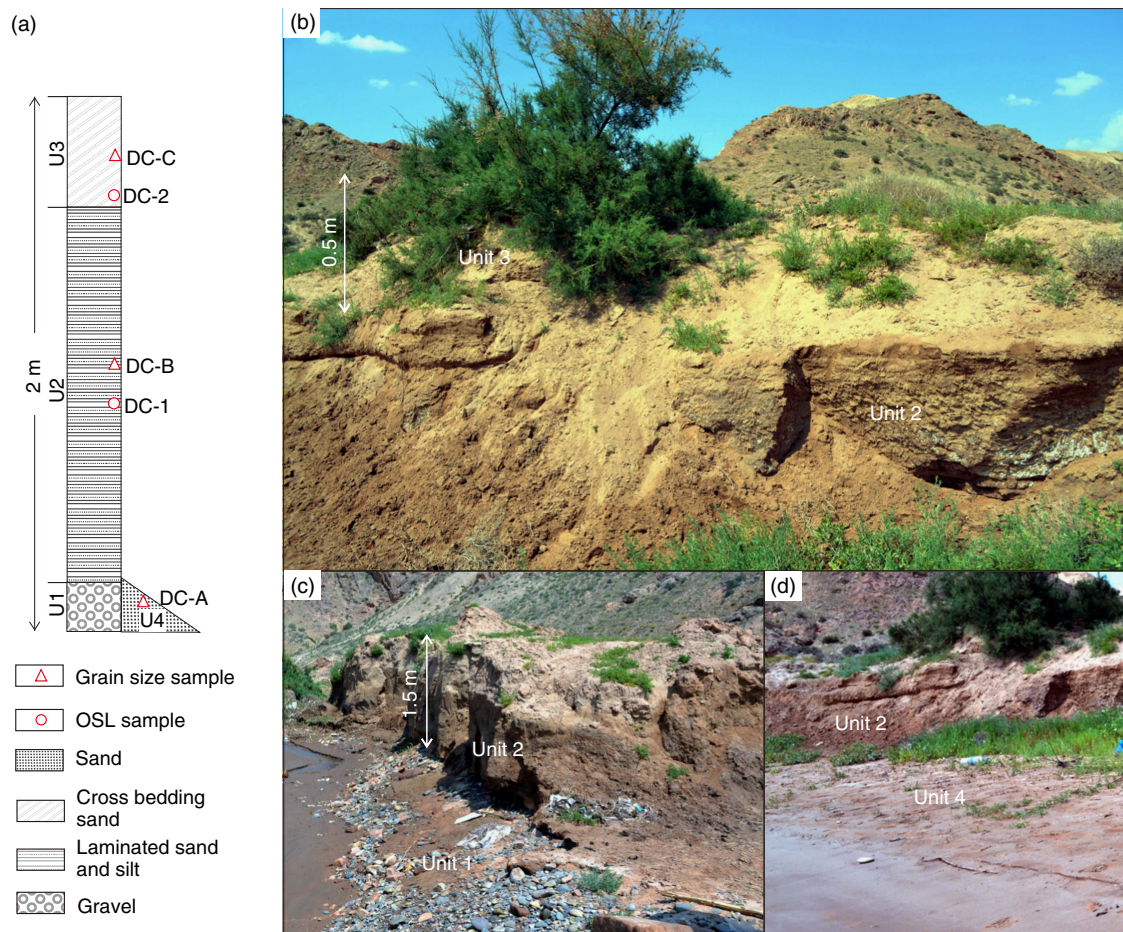 (a)
U3
DC-C
DC-2
2 m
U2
DC-B
DC-1
U1
DC-A
U4
Grain size sample
OSL sample
Sand
Cross bedding
sand
Laminated sand
and silt
Gravel
(b)
0.5 m
Unit 3
Unit 2
(c)
1.5 m
Unit 2
Unit 1
(d)
Unit 2
Unit 4